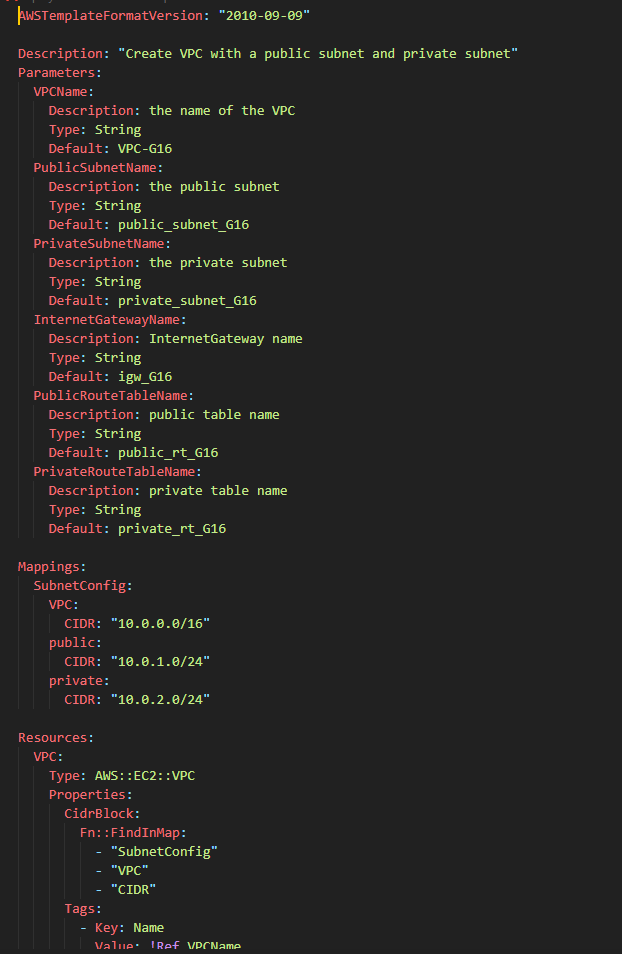 AWSTemplateFormatVersion: "2010-09-09"
Description: "Create VPC with a public subnet and private subnet"
Parameters:
  VPCName:
    Description: the name of the VPC
    Type: String
    Default: VPC-G16
  PublicSubnetName:
    Description: the public subnet
    Type: String
    Default: public_subnet_G16
  PrivateSubnetName:
    Description: the private subnet
    Type: String
    Default: private_subnet_G16
  InternetGatewayName:
    Description: InternetGateway name
    Type: String
    Default: igw_G16
  PublicRouteTableName:
    Description: public table name
    Type: String
    Default: public_rt_G16
  PrivateRouteTableName:
    Description: private table name
    Type: String
    Default: private_rt_G16
Mappings:
  SubnetConfig:
    VPC:
      CIDR: "10.0.0.0/16"
    public:
      CIDR: "10.0.1.0/24"
    private:
      CIDR: "10.0.2.0/24"
Resources:
  VPC:
    Type: AWS::EC2::VPC
    Properties:
      CidrBlock:
        Fn::FindInMap:
          - "SubnetConfig"
          - "VPC"
          - "CIDR"
      Tags:
        - Key: Name
          Value: !Ref VPCName